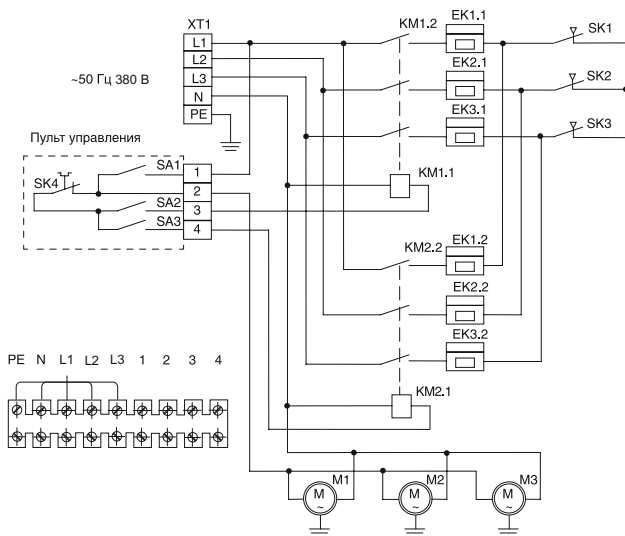 XT1
L1
L2
L3
N
PE
~50 Гц 380 В
KM1.2
EK1.1
SK1
EK2.1
SK2
EK3.1
SK3
Пульт управления
SK4
SA1
SA2
SA3
1
2
3
4
KM1.1
KM2.2
EK1.2
EK2.2
EK3.2
KM2.1
PE N L1 L2 L3 1 2 3 4
M1
M
~
M2
M
~
M3
M
~